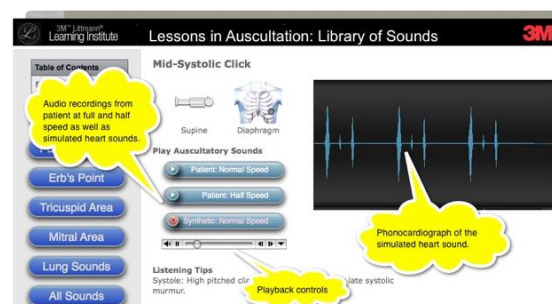 3M™ Littmann®
Learning Institute
Lessons in Auscultation: Library of Sounds
3M
Table of Contents
Mid-Systolic Click
Audio recordings from
patient at full and half
speed as well as
simulated heart sounds.
Supine
Diaphragm
Play Auscultatory Sounds
Patient: Normal Speed
Patient: Half Speed
Synthetic: Normal Speed
Erb's Point
Tricuspid Area
Mitral Area
Lung Sounds
All Sounds
Phonocardiograph of the
simulated heart sound.
Listening Tips
Systole: High pitched late systolic
murmur.
Playback controls